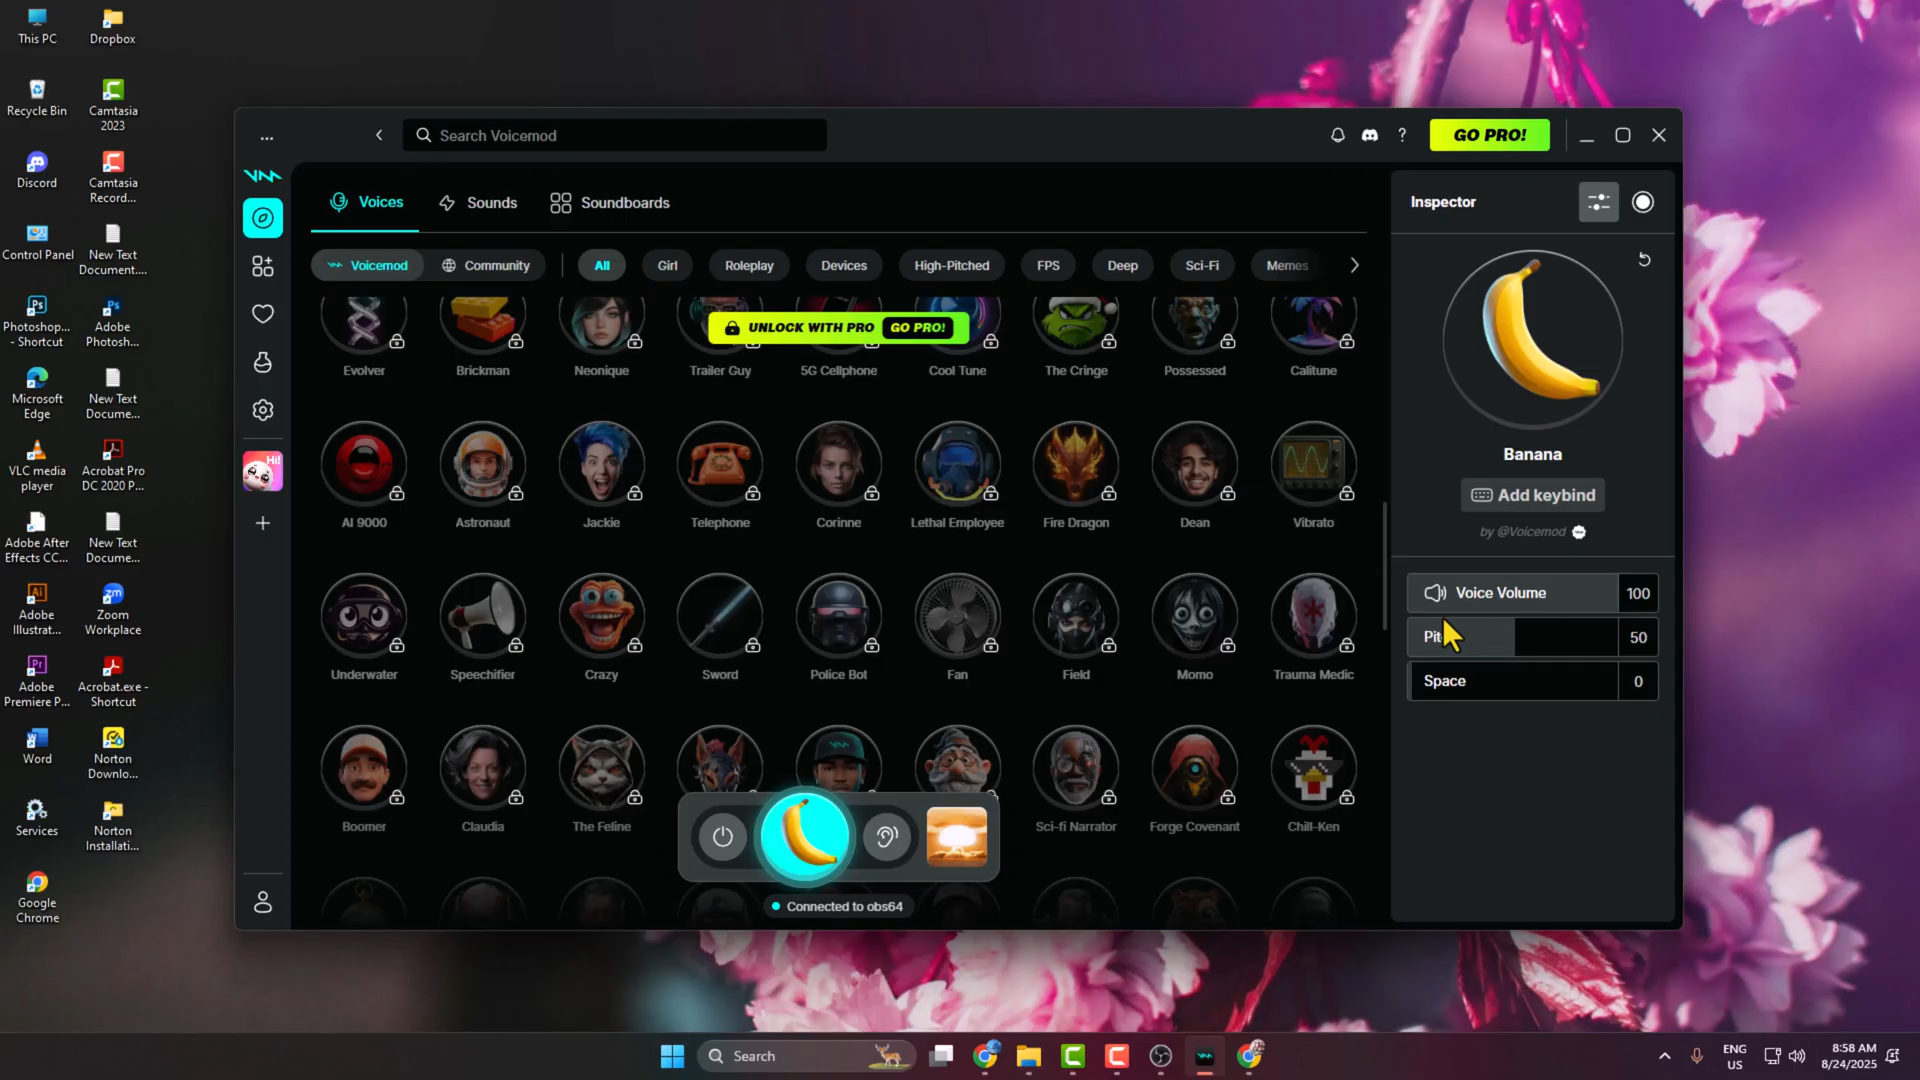 This PC
Dropbox
Recycle Bin
Camtasia
2023
Discord
Camtasia
Record...
Control Panel
New Text
Document....
Photoshop...
- Shortcut
Adobe
Photosh...
Microsoft
Edge
New Text
Docume...
VLC media
player
Acrobat Pro
DC 2020 P...
Adobe After
Effects CC...
New Text
Docume...
Adobe
Illustrat...
Zoom
Workplace
Adobe
Premiere P...
Acrobat.exe -
Shortcut
Word
Norton
Downlo...
Services
Norton
Installati...
Google
Chrome
...
Search Voicemod
?
GO PRO!
Voices
Sounds
Soundboards
Voicemod
Community
All
Girl
Roleplay
Devices
High-Pitched
FPS
Deep
Sci-Fi
Memes
UNLOCK WITH PRO GO PRO!
Evolver
Brickman
Neonique
Trailer Guy
5G Cellphone
Cool Tune
The Cringe
Possessed
Calitune
AI 9000
Astronaut
Jackie
Telephone
Corinne
Lethal Employee
Fire Dragon
Dean
Vibrato
Underwater
Speechifier
Crazy
Sword
Police Bot
Fan
Field
Momo
Trauma Medic
Boomer
Claudia
The Feline
Sci-fi Narrator
Forge Covenant
Chill-Ken
Connected to obs64
Hi!
Inspector
Banana
Add keybind
by @Voicemod
Voice Volume 100
Pit 50
Space 0
Search
ENG
US
8:58 AM
8/24/2025